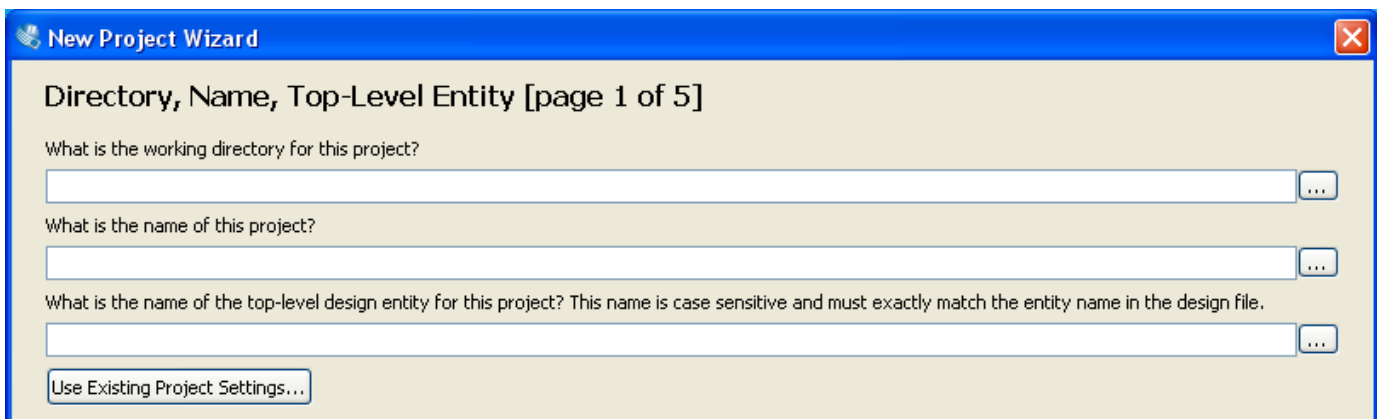 New Project Wizard
Directory, Name, Top-Level Entity [page 1 of 5]
What is the working directory for this project?
...
What is the name of this project?
...
What is the name of the top-level design entity for this project? This name is case sensitive and must exactly match the entity name in the design file.
...
Use Existing Project Settings...